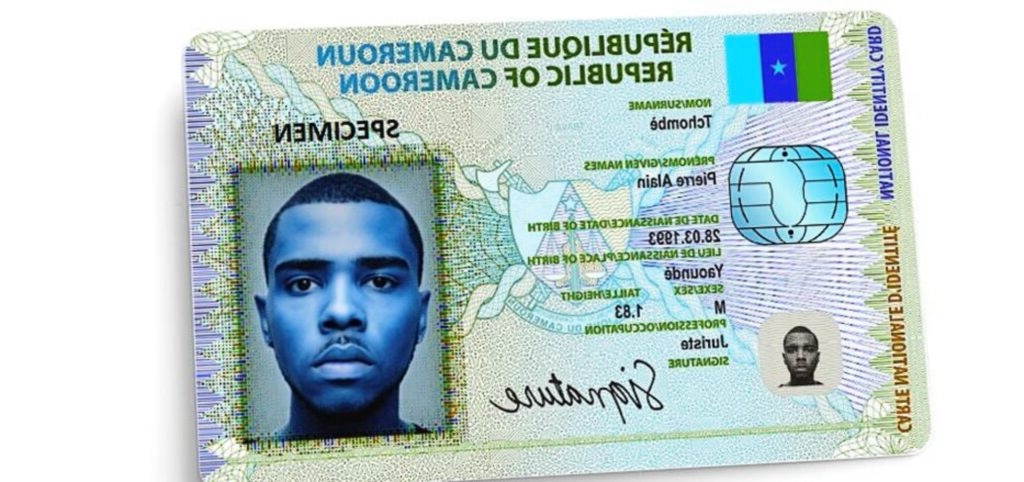 RÉPUBLIQUE DU CAMEROUN
REPUBLIC OF CAMEROON
SPECIMEN
NOM/SURNAME
Tchombè
PRÉNOMS/GIVEN NAMES
Pierre Alain
DATE DE NAISSANCE/DATE OF BIRTH
28.03.1993
LIEU DE NAISSANCE/PLACE OF BIRTH
Yaoundé
SEXE/SEX TAILLE/HEIGHT
M 1.83
PROFESSION/OCCUPATION
Juriste
SIGNATURE
Signature
NATIONAL IDENTITY CARD
CARTE NATIONALE D'IDENTITÉ